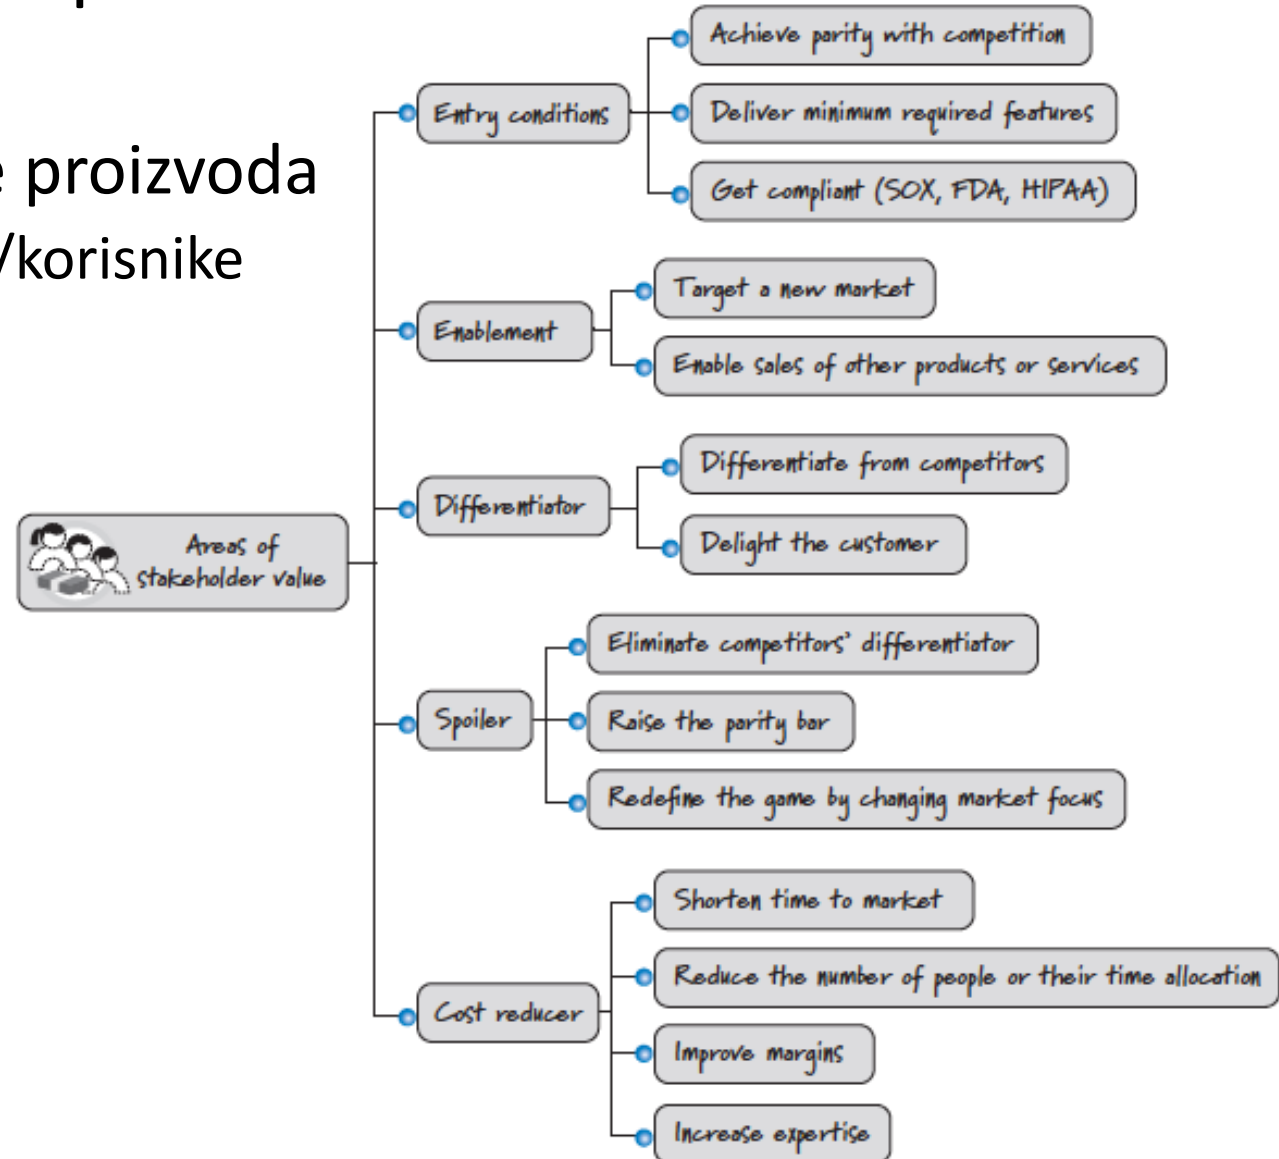 e proizvoda
/korisnike
Areas of
stakeholder value
Entry conditions
Achieve parity with competition
Deliver minimum required features
Get compliant (SOX, FDA, HIPAA)
Enablement
Target a new market
Enable sales of other products or services
Differentiator
Differentiate from competitors
Delight the customer
Spoiler
Eliminate competitors' differentiator
Raise the parity bar
Redefine the game by changing market focus
Cost reducer
Shorten time to market
Reduce the number of people or their time allocation
Improve margins
Increase expertise